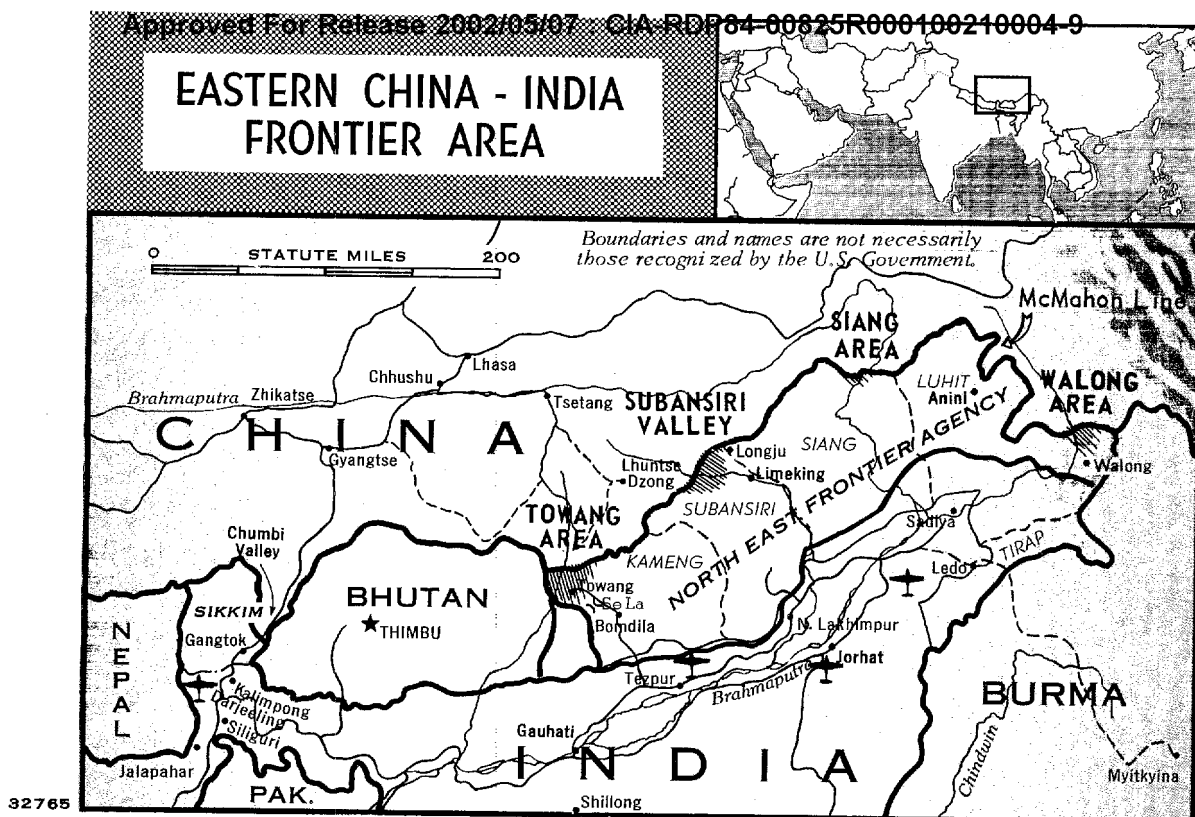 Approved For Release 2002/05/07 : CIA-RDP84-00825R000100210004-9
EASTERN CHINA - INDIA
FRONTIER AREA
0 STATUTE MILES 200
Boundaries and names are not necessarily
those recognized by the U.S. Government.
McMahon Line
SIANG
AREA
Lhasa
Chhushu
LUHIT
Aninl
WALONG
AREA
Brahmaputra
Zhikatse
Tsetang
SUBANSIRI
VALLEY
CHINA
SIANG
Gyangtse
Longju
Walong
Lhuntse
Dzong
Limeking
NORTH EAST FRONTIER AGENCY
SUBANSIRI
TOWANG
AREA
Sadiya
Chumbi
Valley
KAMENG
TIRAP
Ledo
Towang
Se La
BHUTAN
SIKKIM
Bomdila
N. Lakhimpur
THIMBU
NEPAL
Gangtok
Jorhat
Tezpur
Brahmaputra
BURMA
Kalimpong
Darjeeling
Siliguri
Gauhati
INDIA
Chindwin
Jalapahar
Myitkyina
PAK.
Shillong
32765